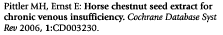 Pittler MH, Ernst E: Horse chestnut seed extract for
chronic venous insufficiency. Cochrane Database Syst
Rev 2006, 1:CD003230.